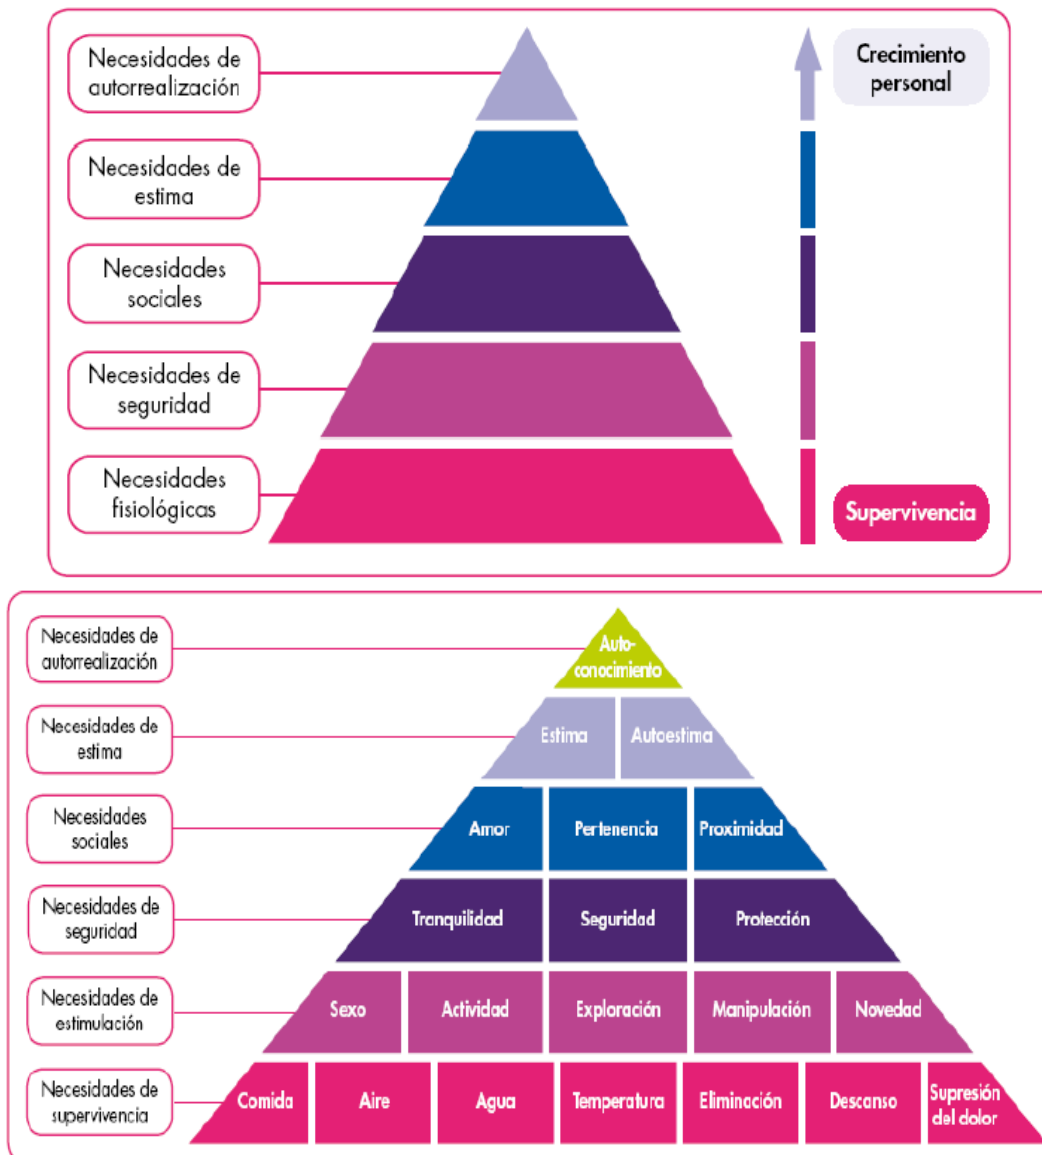 Necesidades de
autorrealización
Crecimiento
personal
Necesidades de
estima
Necesidades
sociales
Necesidades de
seguridad
Necesidades
fisiológicas
Supervivencia
Necesidades de
autorrealización
Auto-
conocimiento
Necesidades de
estima
Estima Autoestima
Necesidades
sociales
Amor Pertenencia Proximidad
Necesidades de
seguridad
Tranquilidad Seguridad Protección
Necesidades de
estimulación
Sexo Actividad Exploración Manipulación Novedad
Necesidades de
supervivencia
Comida Aire Agua Temperatura Eliminación Descanso Supresión
del dolor